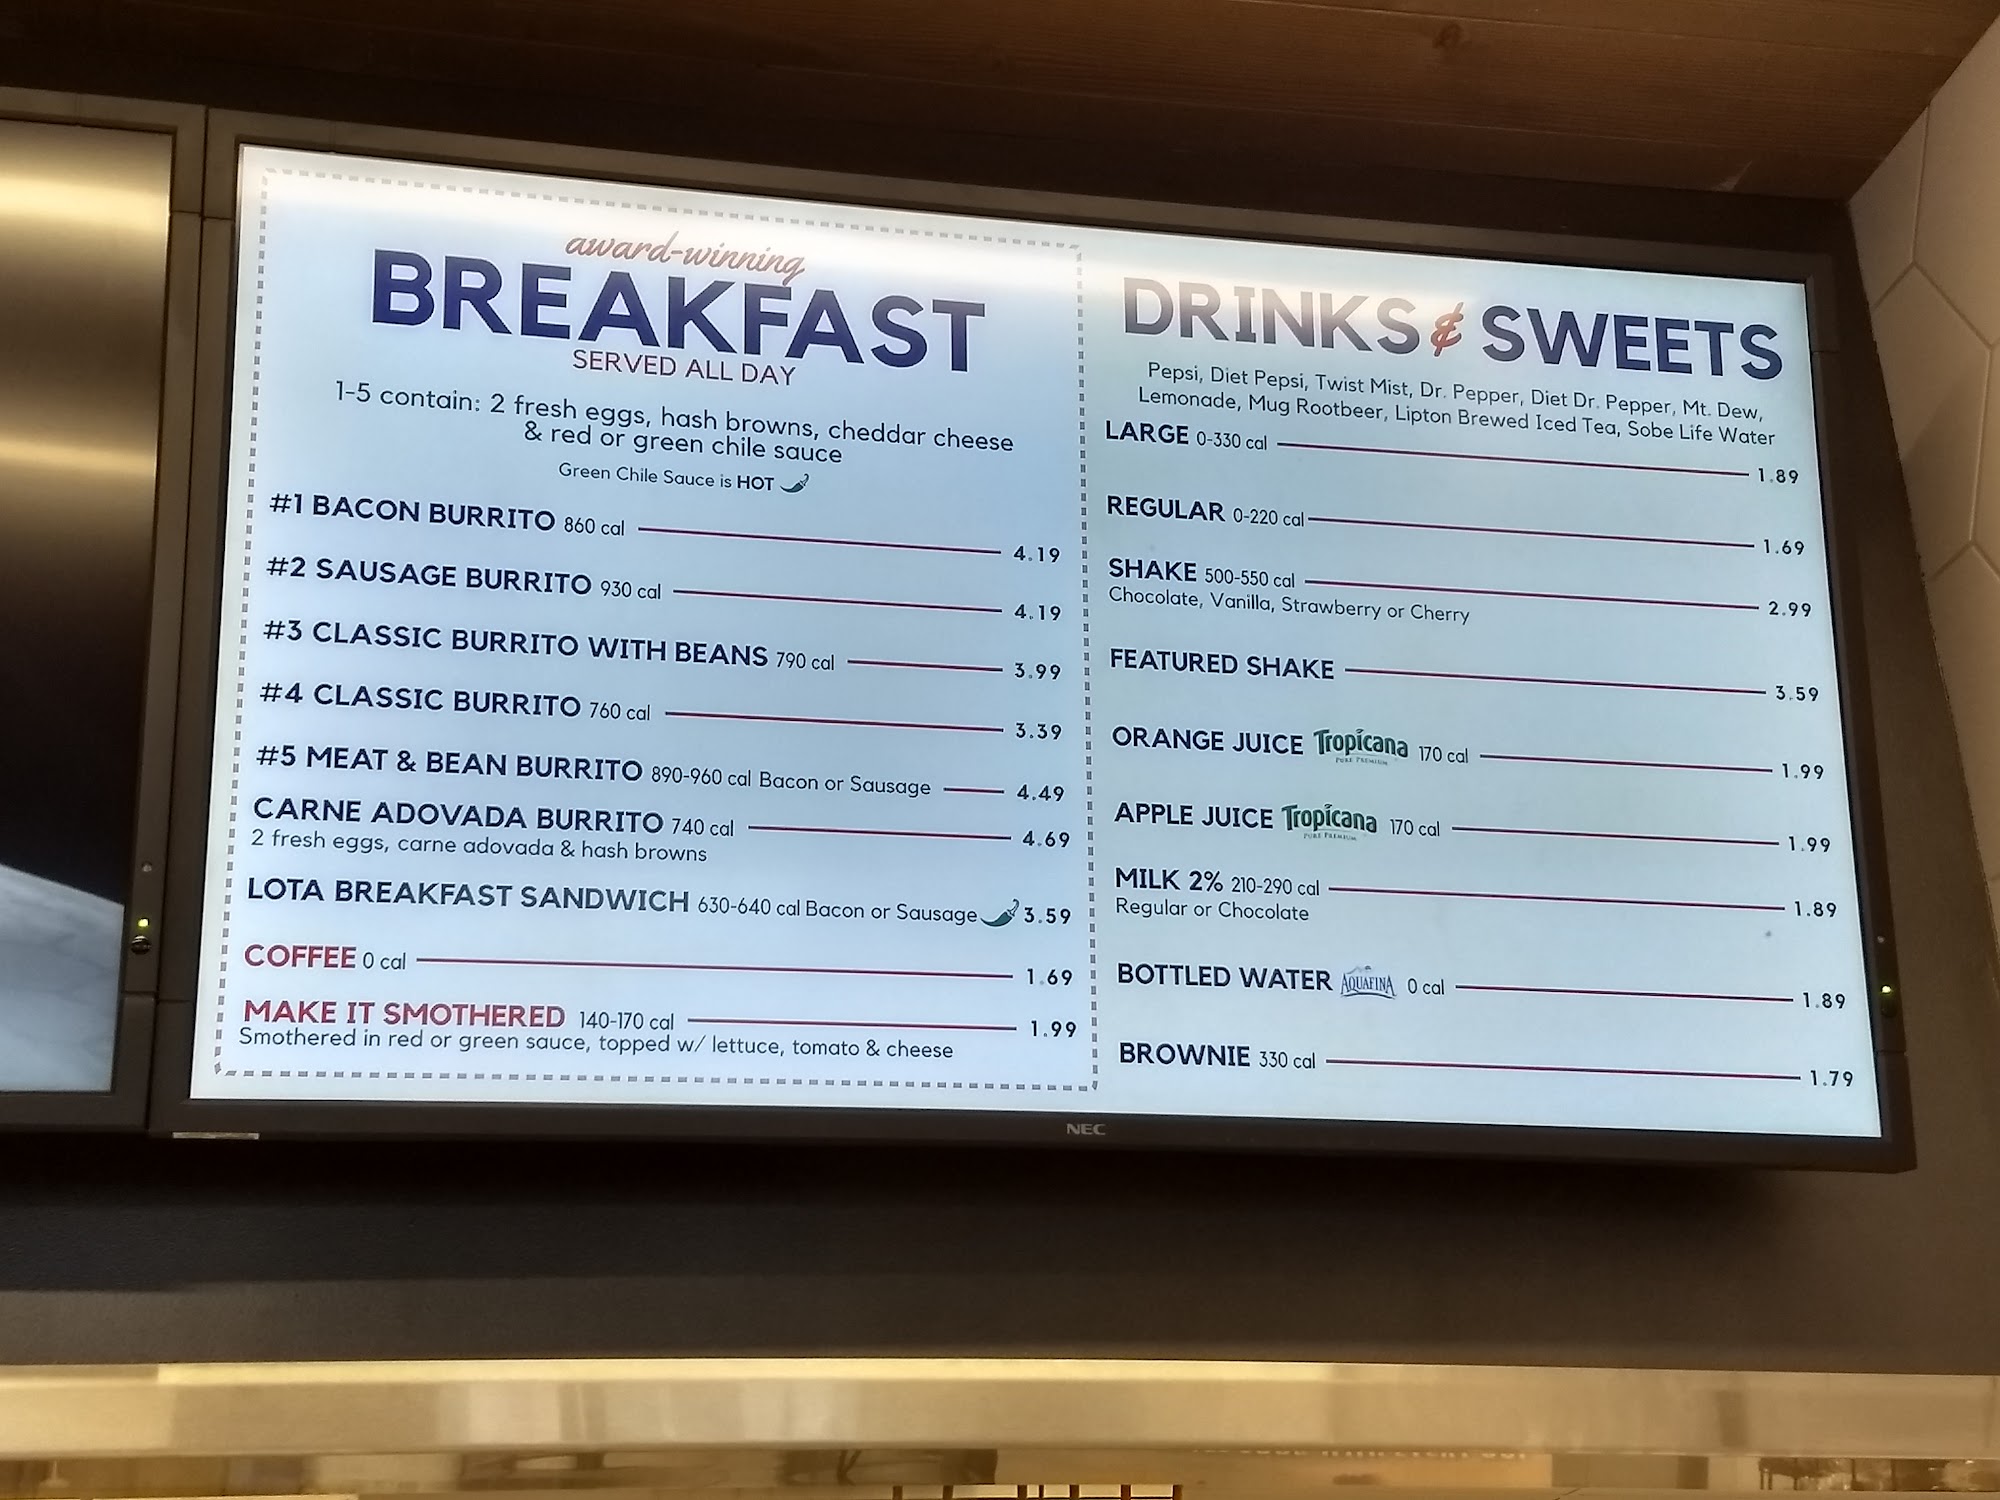 award-winning
BREAKFAST
SERVED ALL DAY
1-5 contain: 2 fresh eggs, hash browns, cheddar cheese
& red or green chile sauce
Green Chile Sauce is HOT
#1 BACON BURRITO 860 cal 4.19
#2 SAUSAGE BURRITO 930 cal 4.19
#3 CLASSIC BURRITO WITH BEANS 790 cal 3.99
#4 CLASSIC BURRITO 760 cal 3.39
#5 MEAT & BEAN BURRITO 890-960 cal Bacon or Sausage 4.49
CARNE ADOVADA BURRITO 740 cal 4.69
2 fresh eggs, carne adovada & hash browns
LOTA BREAKFAST SANDWICH 630-640 cal Bacon or Sausage 3.59
COFFEE 0 cal 1.69
MAKE IT SMOTHERED 140-170 cal 1.99
Smothered in red or green sauce, topped w/ lettuce, tomato & cheese
DRINKS & SWEETS
Pepsi, Diet Pepsi, Twist Mist, Dr. Pepper, Diet Dr. Pepper, Mt. Dew,
Lemonade, Mug Rootbeer, Lipton Brewed Iced Tea, Sobe Life Water
LARGE 0-330 cal 1.89
REGULAR 0-220 cal 1.69
SHAKE 500-550 cal 2.99
Chocolate, Vanilla, Strawberry or Cherry
FEATURED SHAKE 3.59
ORANGE JUICE Tropicana PURE PREMIUM 170 cal 1.99
APPLE JUICE Tropicana PURE PREMIUM 170 cal 1.99
MILK 2% 210-290 cal 1.89
Regular or Chocolate
BOTTLED WATER AQUAFINA 0 cal 1.89
BROWNIE 330 cal 1.79
NEC